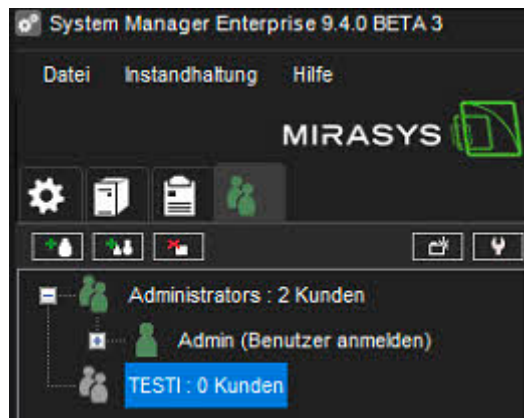 System Manager Enterprise 9.4.0 BETA 3
Datei Instandhaltung Hilfe
MIRASYS
Administrators : 2 Kunden
Admin (Benutzer anmelden)
TESTI : 0 Kunden